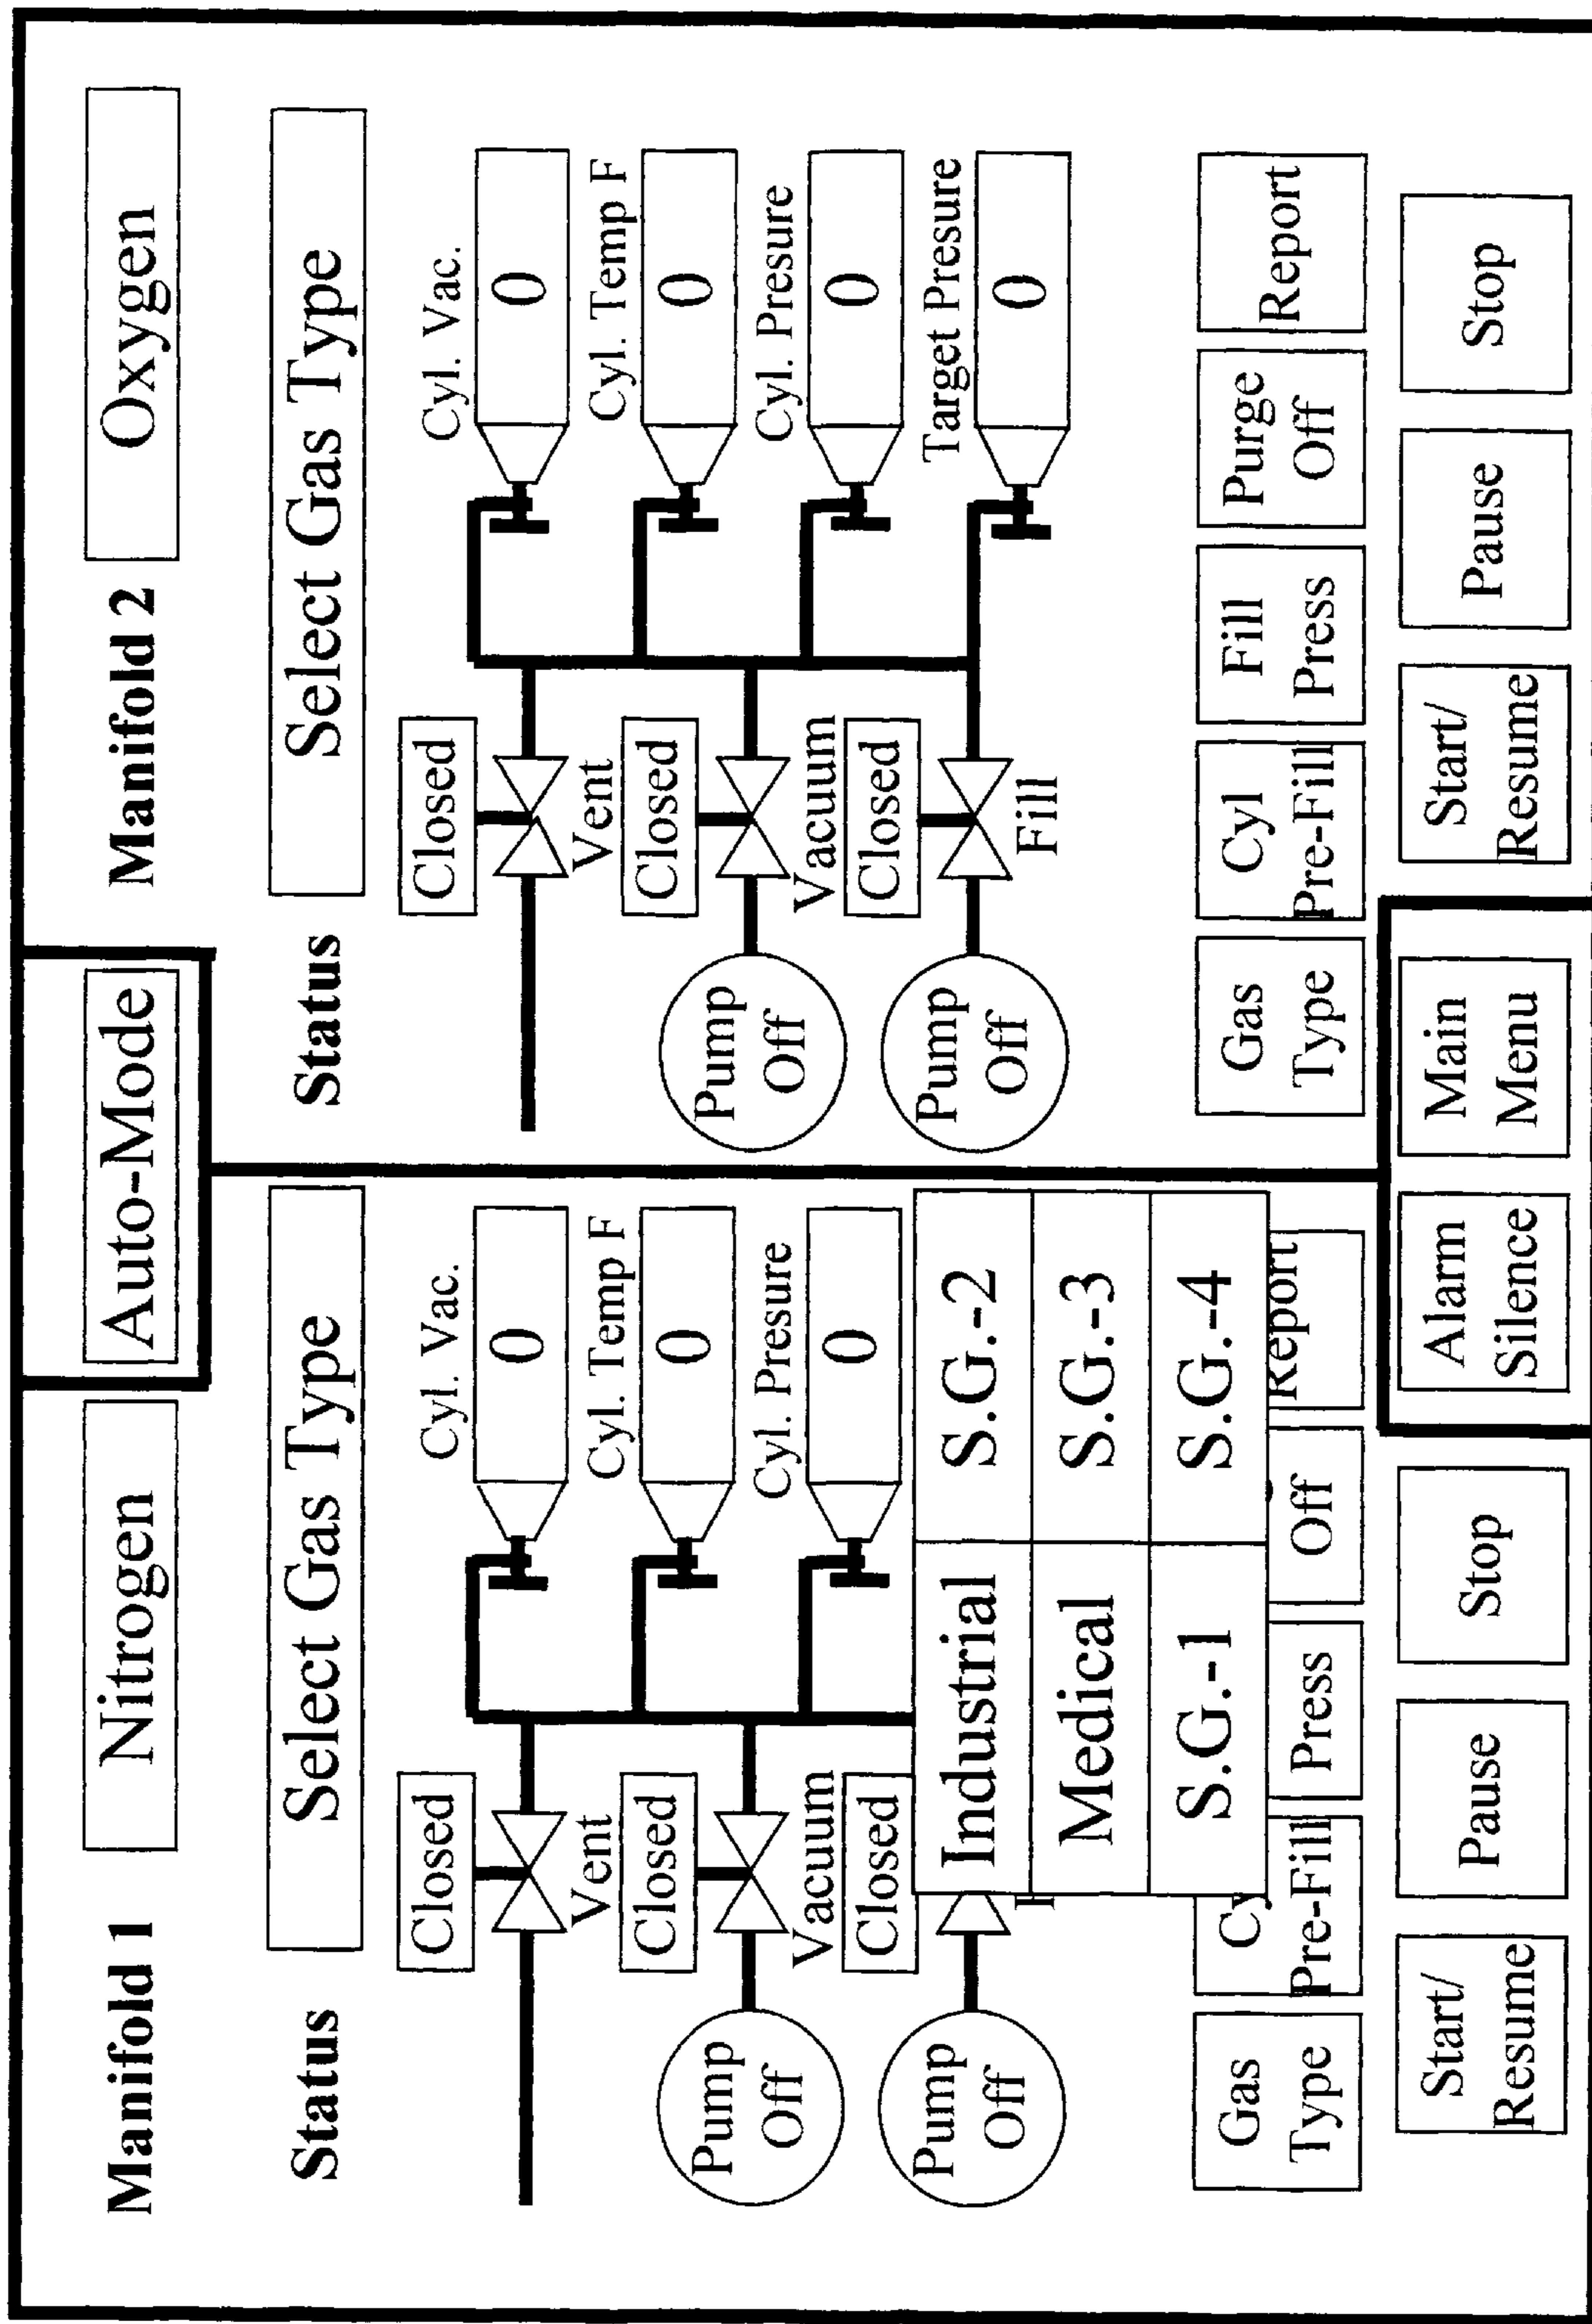 Manifold 1
Nitrogen
Auto-Mode
Manifold 2
Oxygen
Status
Select Gas Type
Closed
Cyl. Vac.
0
Vent
Cyl. Temp F
0
Pump
Off
Closed
Vacuum
Cyl. Presure
0
Pump
Off
Closed
Industrial
S.G.-2
Medical
S.G.-3
S.G.-1
S.G.-4
Gas
Type
Pre-Fill
Press
Off
Report
Start/
Resume
Pause
Stop
Status
Select Gas Type
Closed
Cyl. Vac.
0
Vent
Cyl. Temp F
0
Pump
Off
Closed
Vacuum
Cyl. Presure
0
Pump
Off
Closed
Fill
Target Presure
0
Gas
Type
Cyl
Pre-Fill
Fill
Press
Purge
Off
Report
Alarm
Silence
Main
Menu
Start/
Resume
Pause
Stop